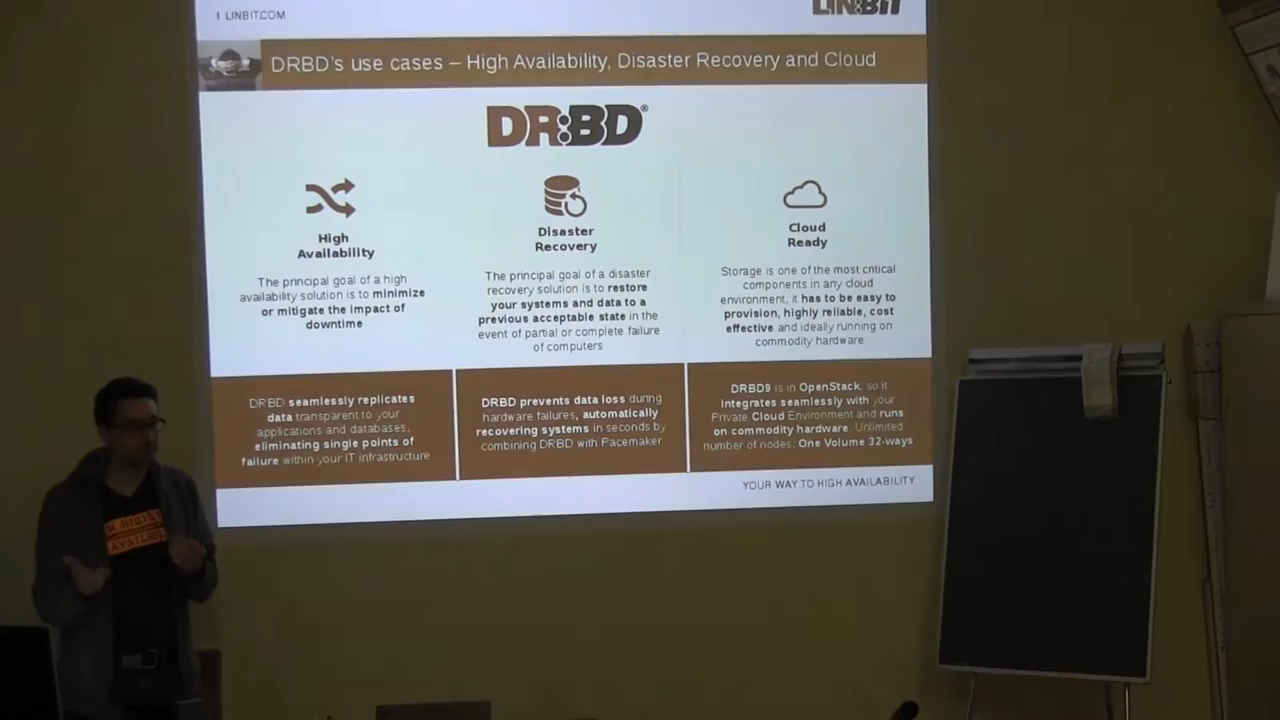 LINBIT.COM
LIN:BIT
DRBD's use cases – High Availability, Disaster Recovery and Cloud
DR:BD®
High
Availability
The principal goal of a high
availability solution is to minimize
or mitigate the impact of
downtime
Disaster
Recovery
The principal goal of a disaster
recovery solution is to restore
your systems and data to a
previous acceptable state in the
event of partial or complete failure
of computers
Cloud
Ready
Storage is one of the most critical
components in any cloud
environment, it has to be easy to
provision, highly reliable, cost
effective and ideally running on
commodity hardware
DRBD seamlessly replicates
data transparent to your
applications and databases,
eliminating single points of
failure within your IT infrastructure
DRBD prevents data loss during
hardware failures, automatically
recovering systems in seconds by
combining DRBD with Pacemaker
DRBD9 is in OpenStack, so it
integrates seamlessly with your
Private Cloud Environment and runs
on commodity hardware. Unlimited
number of nodes: One Volume 32-ways
YOUR WAY TO HIGH AVAILABILITY